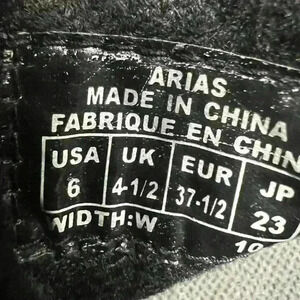 ARIAS
MADE IN CHINA
FABRIQUE EN CHIN
USA UK EUR JP
6 4-1/2 37-1/2 23
WIDTH:W